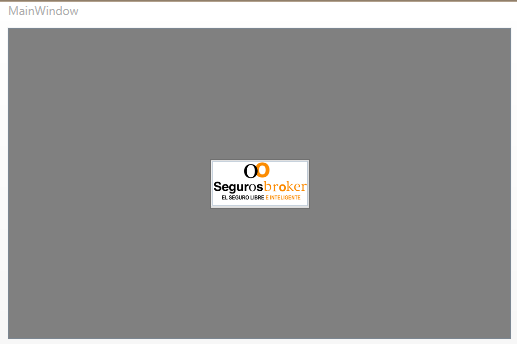 MainWindow
Segurosbroker
EL SEGURO LIBRE E INTELIGENTE